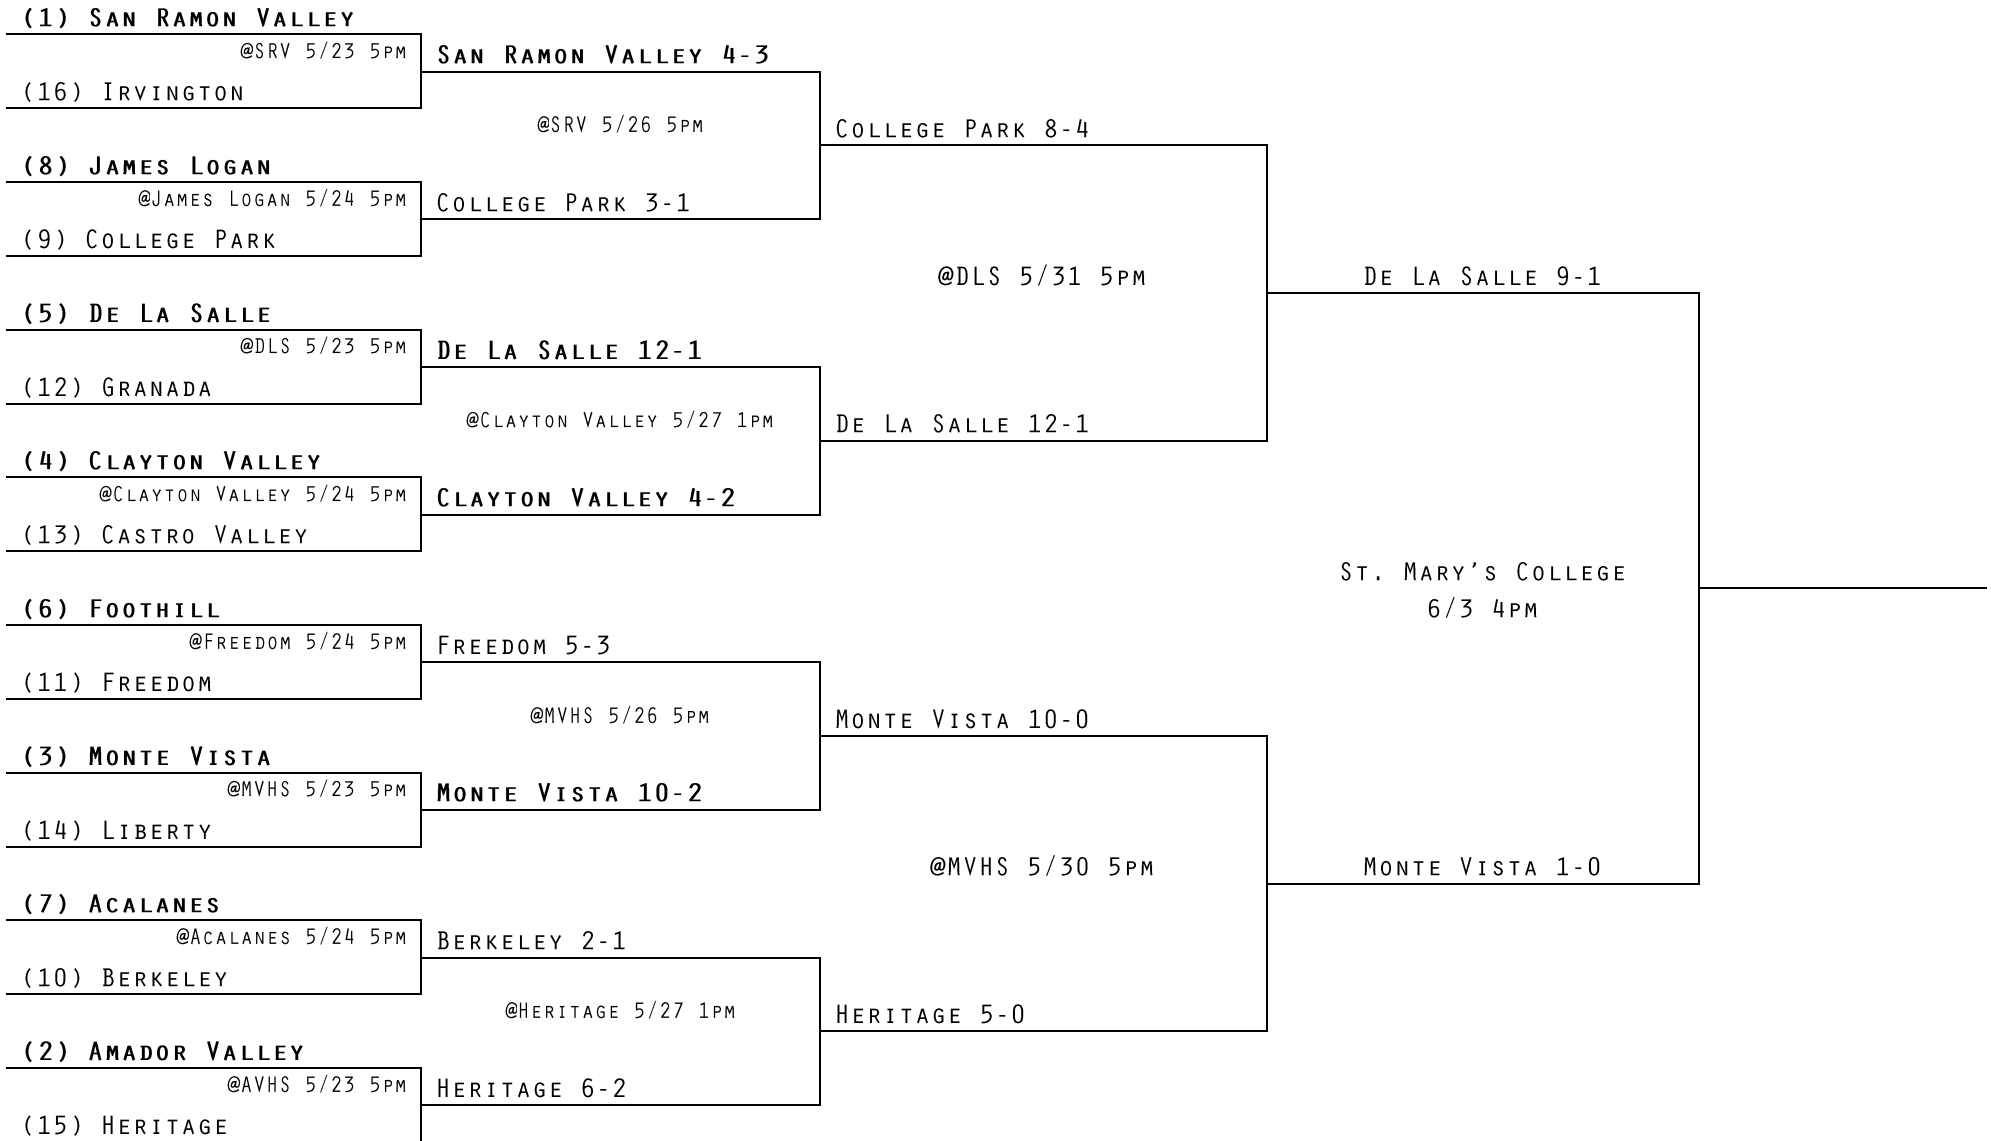 (1) San Ramon Valley
@SRV 5/23 5pm
San Ramon Valley 4-3
(16) Irvington
@SRV 5/26 5pm
College Park 8-4
(8) James Logan
@James Logan 5/24 5pm
College Park 3-1
(9) College Park
@DLS 5/31 5pm
De La Salle 9-1
(5) De La Salle
@DLS 5/23 5pm
De La Salle 12-1
(12) Granada
@Clayton Valley 5/27 1pm
De La Salle 12-1
(4) Clayton Valley
@Clayton Valley 5/24 5pm
Clayton Valley 4-2
(13) Castro Valley
St. Mary's College
6/3 4pm
(6) Foothill
@Freedom 5/24 5pm
Freedom 5-3
(11) Freedom
@MVHS 5/26 5pm
Monte Vista 10-0
(3) Monte Vista
@MVHS 5/23 5pm
Monte Vista 10-2
(14) Liberty
@MVHS 5/30 5pm
Monte Vista 1-0
(7) Acalanes
@Acalanes 5/24 5pm
Berkeley 2-1
(10) Berkeley
@Heritage 5/27 1pm
Heritage 5-0
(2) Amador Valley
@AVHS 5/23 5pm
Heritage 6-2
(15) Heritage